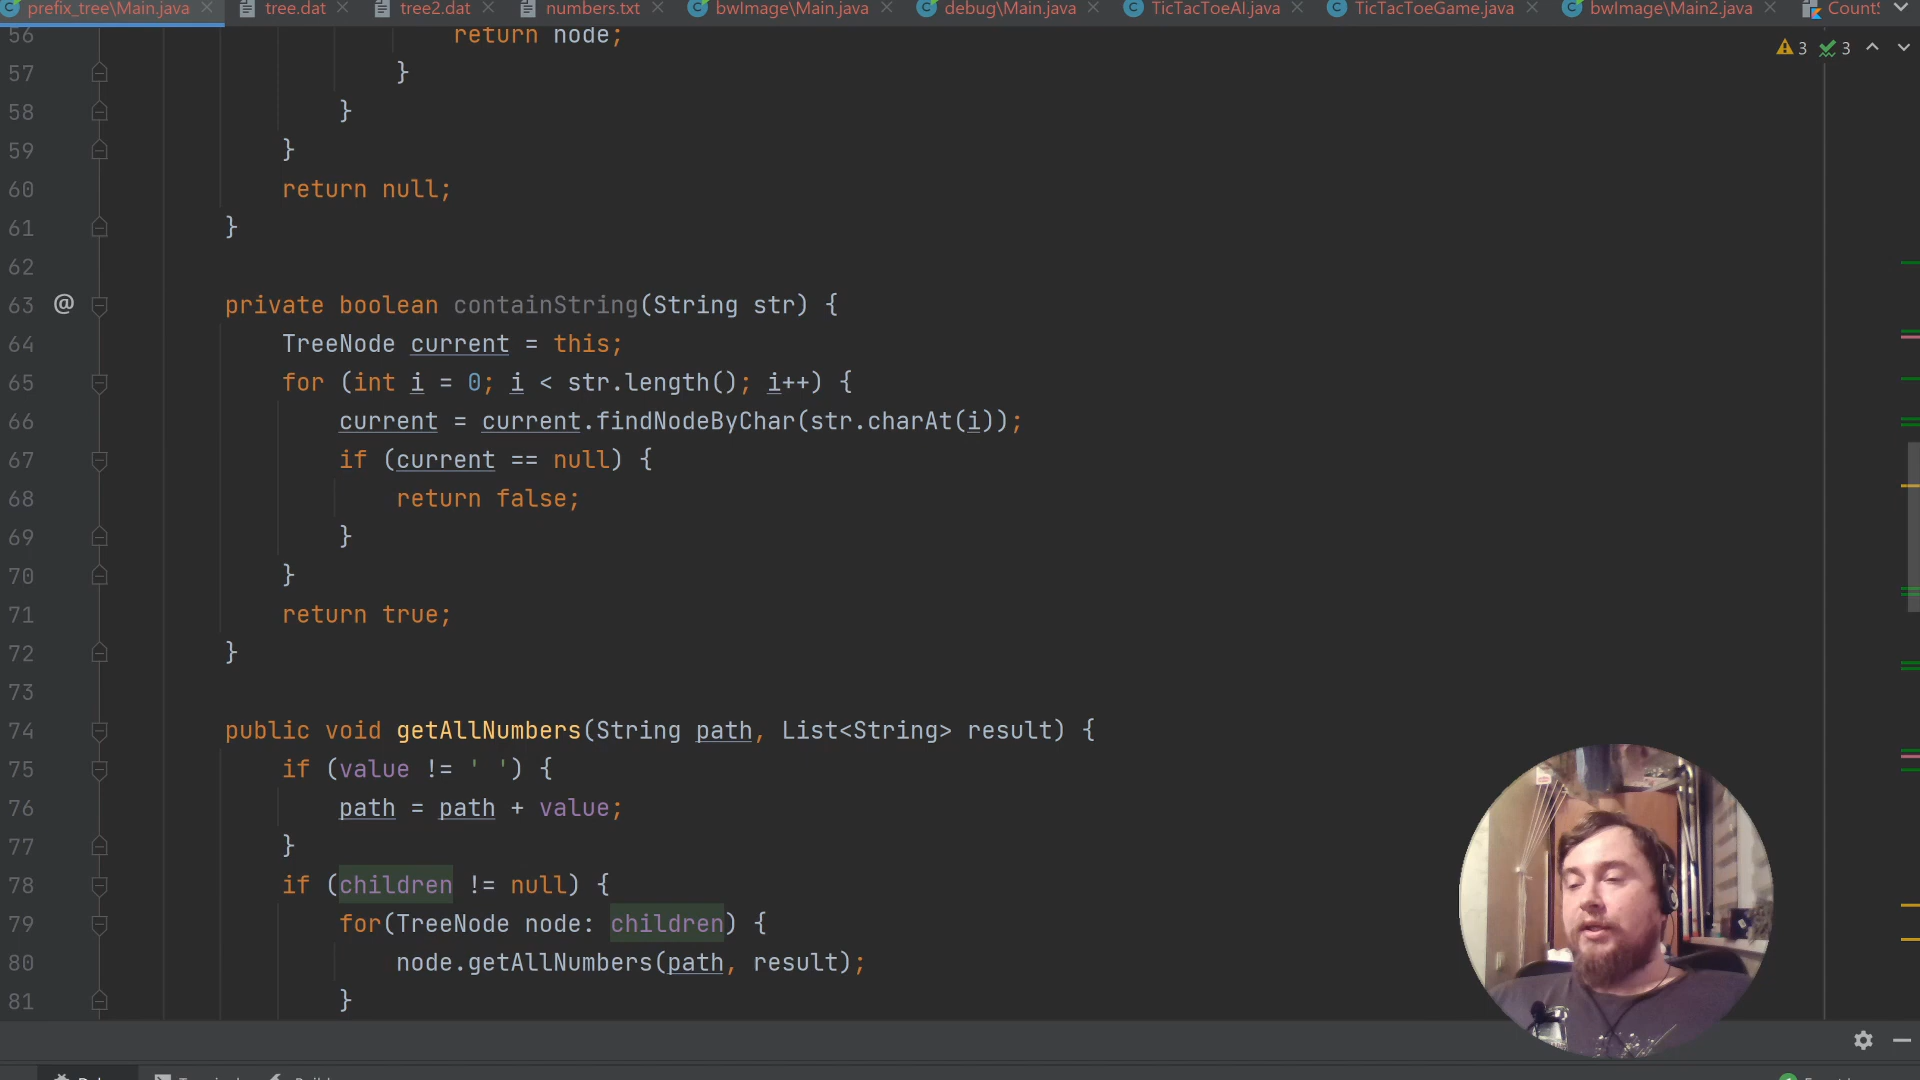 prefix_tree\Main.java tree.dat tree2.dat numbers.txt bwImage\Main.java debug\Main.java TicTacToeAI.java TicTacToeGame.java bwImage\Main2.java
3 3
56 return node;
57 }
58 }
59 }
60 return null;
61 }
62
63 @ private boolean containString(String str) {
64 TreeNode current = this;
65 for (int i = 0; i < str.length(); i++) {
66 current = current.findNodeByChar(str.charAt(i));
67 if (current == null) {
68 return false;
69 }
70 }
71 return true;
72 }
73
74 public void getAllNumbers(String path, List<String> result) {
75 if (value != ' ') {
76 path = path + value;
77 }
78 if (children != null) {
79 for(TreeNode node: children) {
80 node.getAllNumbers(path, result);
81 }